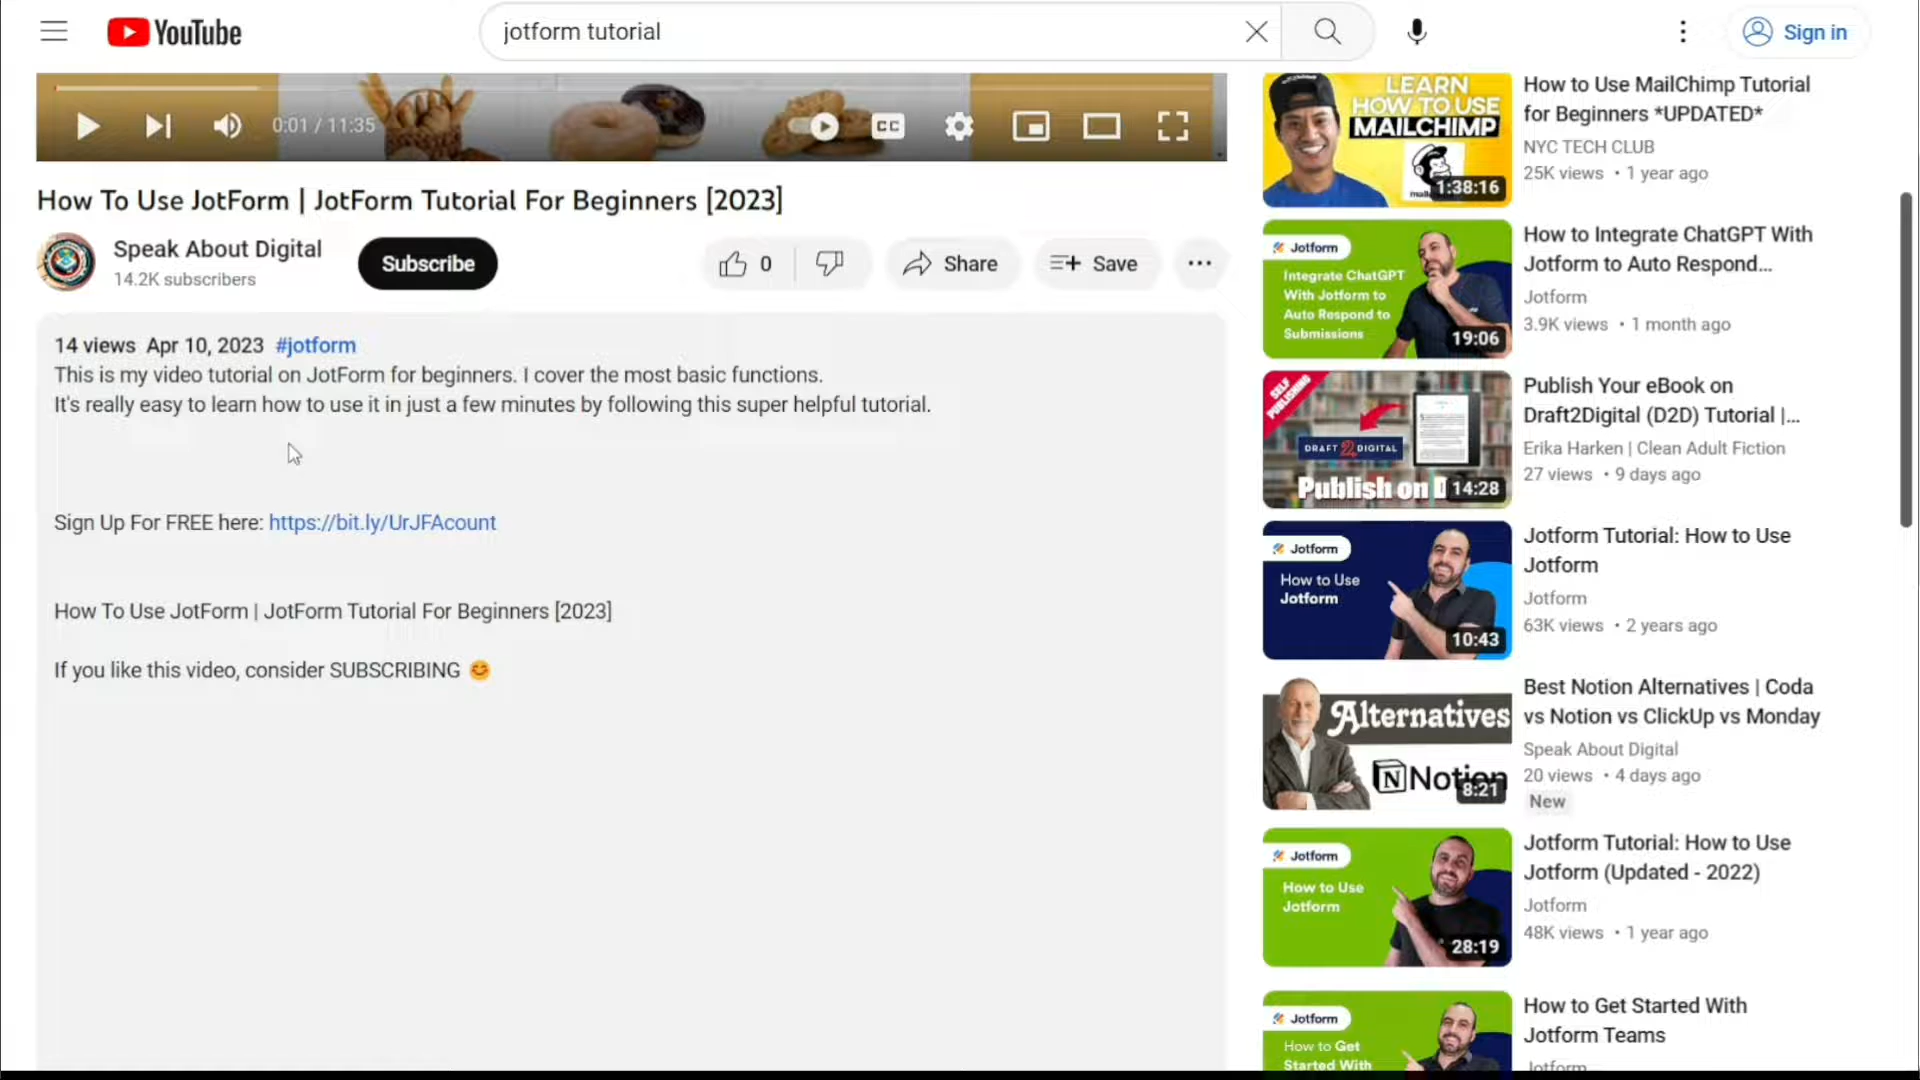 YouTube
jotform tutorial
Sign in
0:01 / 11:35
CC
How To Use JotForm | JotForm Tutorial For Beginners [2023]
Speak About Digital
14.2K subscribers
Subscribe
0
Share
Save
14 views Apr 10, 2023 #jotform
This is my video tutorial on JotForm for beginners. I cover the most basic functions.
It's really easy to learn how to use it in just a few minutes by following this super helpful tutorial.
Sign Up For FREE here: https://bit.ly/UrJFAcount
How To Use JotForm | JotForm Tutorial For Beginners [2023]
If you like this video, consider SUBSCRIBING 😊
LEARN
HOW TO USE
MAILCHIMP
1:38:16
How to Use MailChimp Tutorial
for Beginners *UPDATED*
NYC TECH CLUB
25K views • 1 year ago
Jotform
Integrate ChatGPT
With Jotform to
Auto Respond to
Submissions
19:06
How to Integrate ChatGPT With
Jotform to Auto Respond...
Jotform
3.9K views • 1 month ago
SELF
PUBLISHING
DRAFT 2 DIGITAL
Publish on D
14:28
Publish Your eBook on
Draft2Digital (D2D) Tutorial |...
Erika Harken | Clean Adult Fiction
27 views • 9 days ago
Jotform
How to Use
Jotform
10:43
Jotform Tutorial: How to Use
Jotform
Jotform
63K views • 2 years ago
Alternatives
Notion
8:21
Best Notion Alternatives | Coda
vs Notion vs ClickUp vs Monday
Speak About Digital
20 views • 4 days ago
New
Jotform
How to Use
Jotform
28:19
Jotform Tutorial: How to Use
Jotform (Updated - 2022)
Jotform
48K views • 1 year ago
Jotform
How to Get
Started With
How to Get Started With
Jotform Teams
Jotform